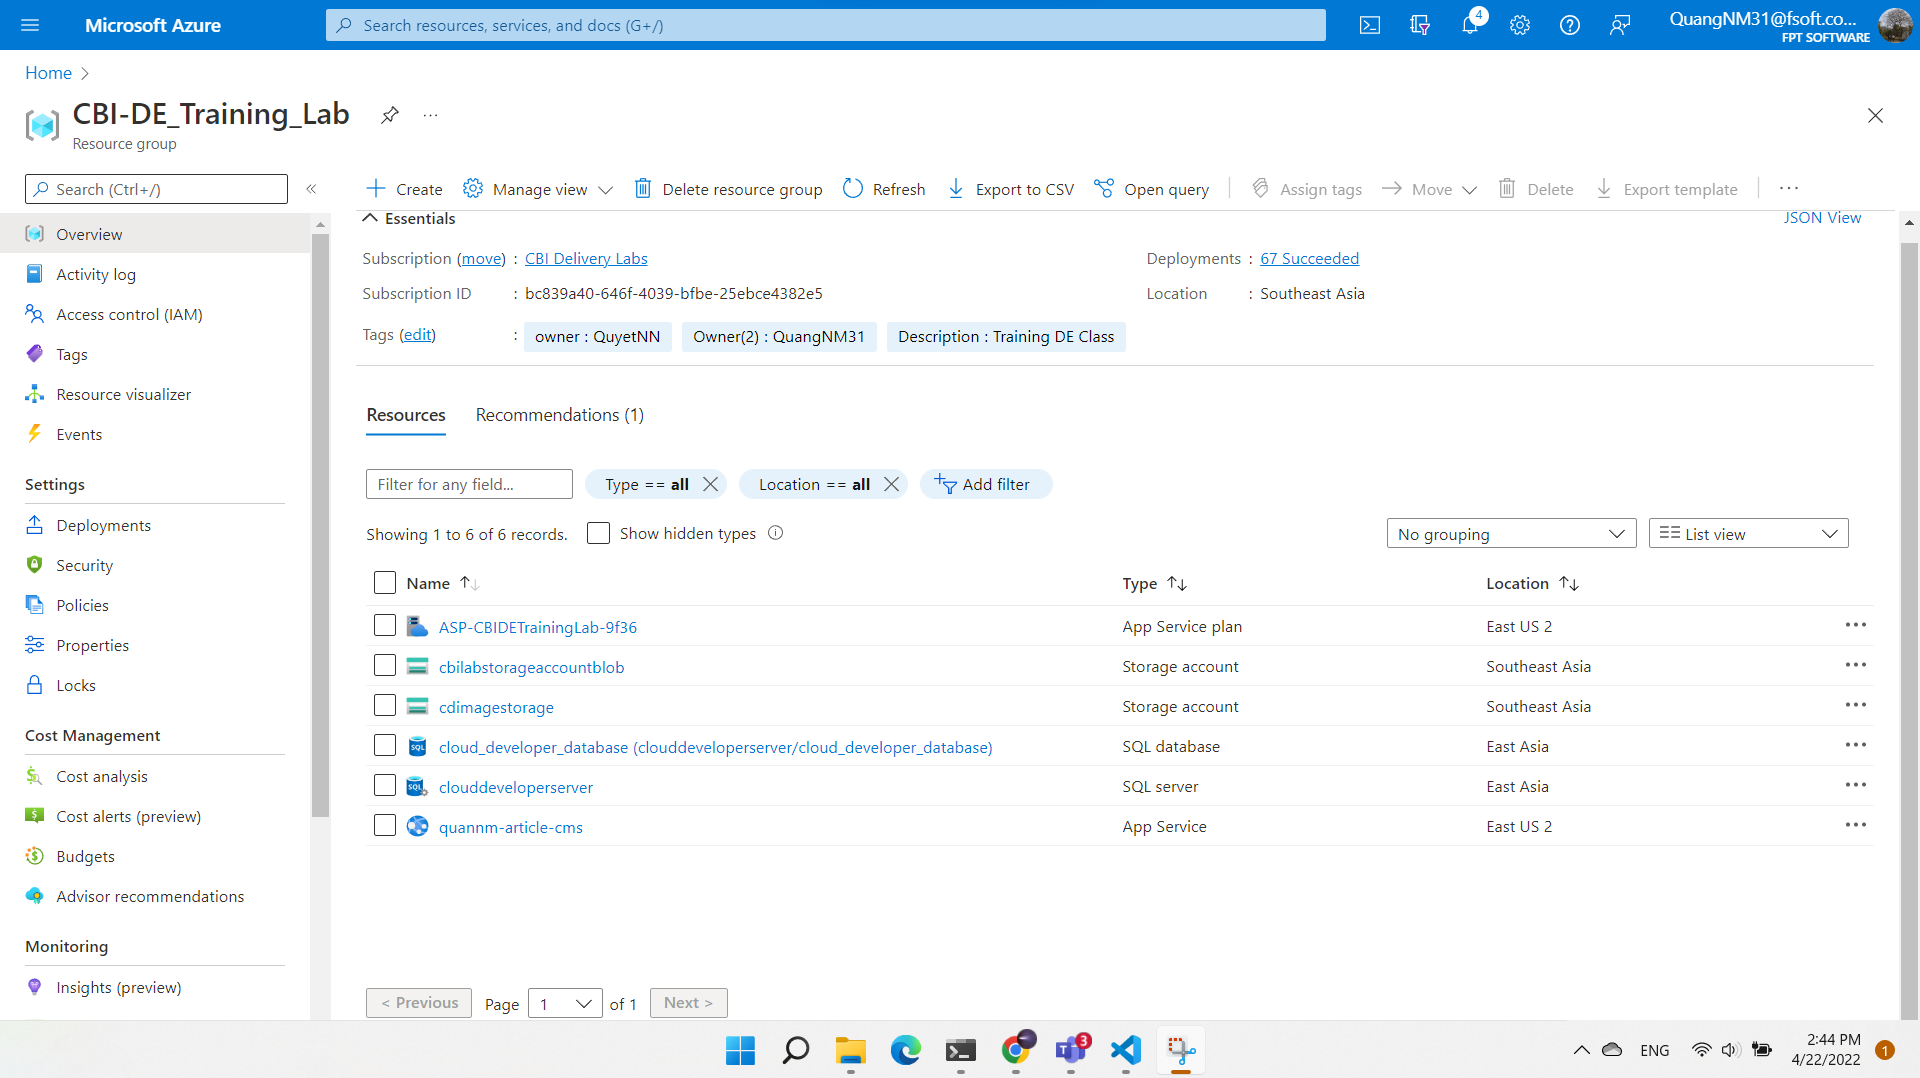 Microsoft Azure
Search resources, services, and docs (G+/)
4
QuangNM31@fsoft.co...
FPT SOFTWARE
Home
CBI-DE_Training_Lab
...
Resource group
Search (Ctrl+/)
«
Create
Manage view
Delete resource group
Refresh
Export to CSV
Open query
Assign tags
Move
Delete
Export template
...
Overview
Activity log
Access control (IAM)
Tags
Resource visualizer
Events
Settings
Deployments
Security
Policies
Properties
Locks
Cost Management
Cost analysis
Cost alerts (preview)
Budgets
Advisor recommendations
Monitoring
Insights (preview)
Essentials
JSON View
Subscription (move) : CBI Delivery Labs
Deployments : 67 Succeeded
Subscription ID : bc839a40-646f-4039-bfbe-25ebce4382e5
Location : Southeast Asia
Tags (edit) : owner : QuyetNN Owner(2) : QuangNM31 Description : Training DE Class
Resources Recommendations (1)
Filter for any field... Type == all Location == all Add filter
Showing 1 to 6 of 6 records. Show hidden types No grouping List view
Name Type Location
ASP-CBIDETrainingLab-9f36 App Service plan East US 2 ...
cbilabstorageaccountblob Storage account Southeast Asia ...
cdimagestorage Storage account Southeast Asia ...
cloud_developer_database (clouddeveloperserver/cloud_developer_database) SQL database East Asia ...
clouddeveloperserver SQL server East Asia ...
quannm-article-cms App Service East US 2 ...
< Previous Page 1 of 1 Next >
3
ENG
2:44 PM
4/22/2022
1